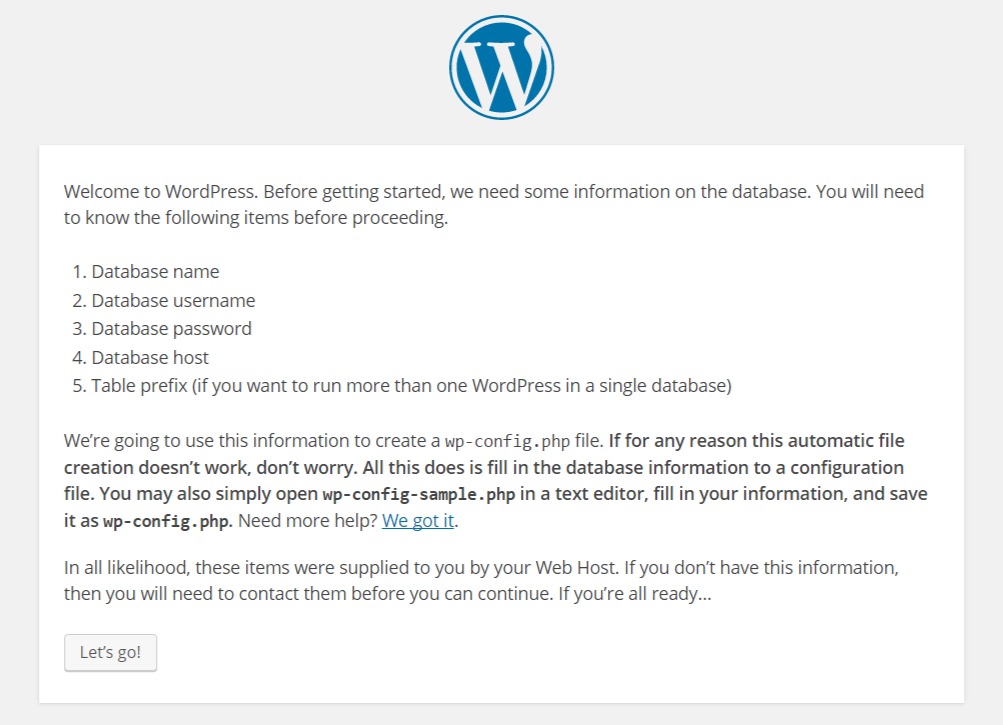 Welcome to WordPress. Before getting started, we need some information on the database. You will need
to know the following items before proceeding.
1. Database name
2. Database username
3. Database password
4. Database host
5. Table prefix (if you want to run more than one WordPress in a single database)
We’re going to use this information to create a wp-config.php file. If for any reason this automatic file
creation doesn’t work, don’t worry. All this does is fill in the database information to a configuration
file. You may also simply open wp-config-sample.php in a text editor, fill in your information, and save
it as wp-config.php. Need more help? We got it.
In all likelihood, these items were supplied to you by your Web Host. If you don’t have this information,
then you will need to contact them before you can continue. If you’re all ready…
Let’s go!